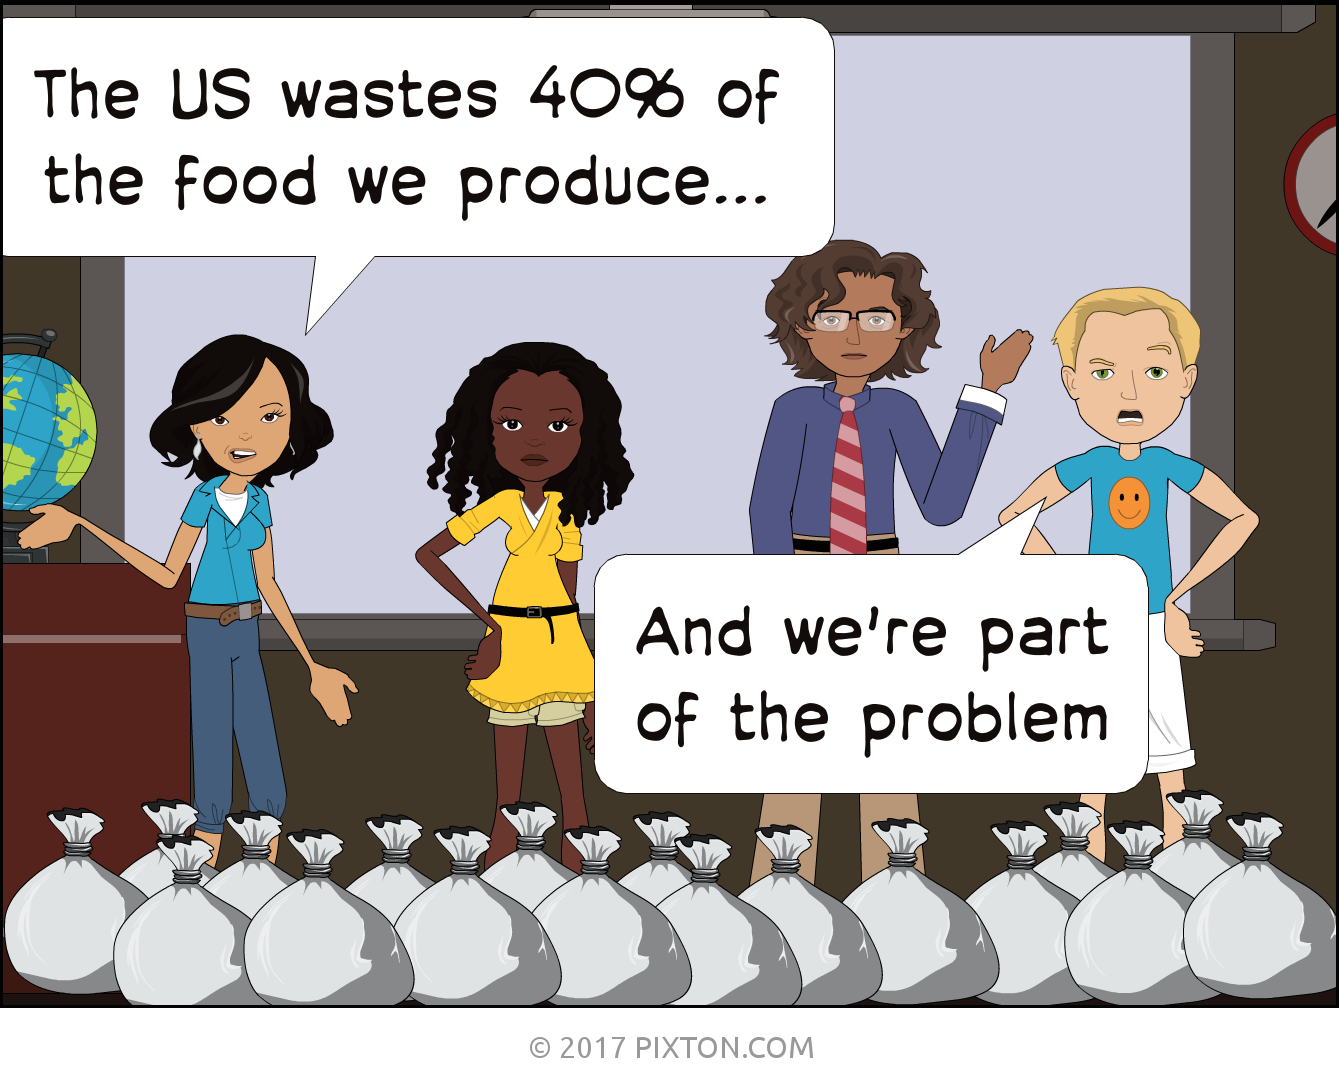 The US wastes 40% of
the food we produce...
And we're part
of the problem
© 2017 PIXTON.COM